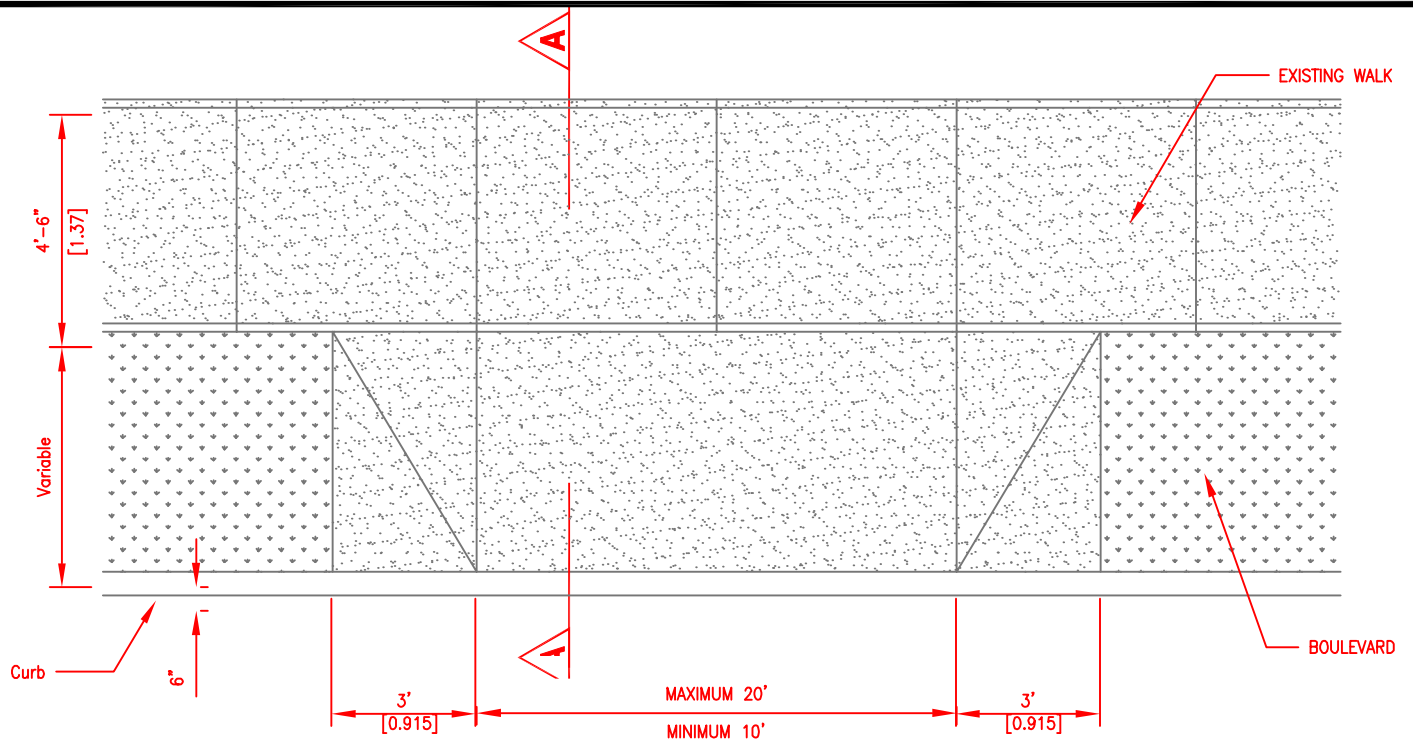 A
EXISTING WALK
4'-6"
[1.37]
Variable
Curb
6"
3'
[0.915]
MAXIMUM 20'
MINIMUM 10'
3'
[0.915]
BOULEVARD